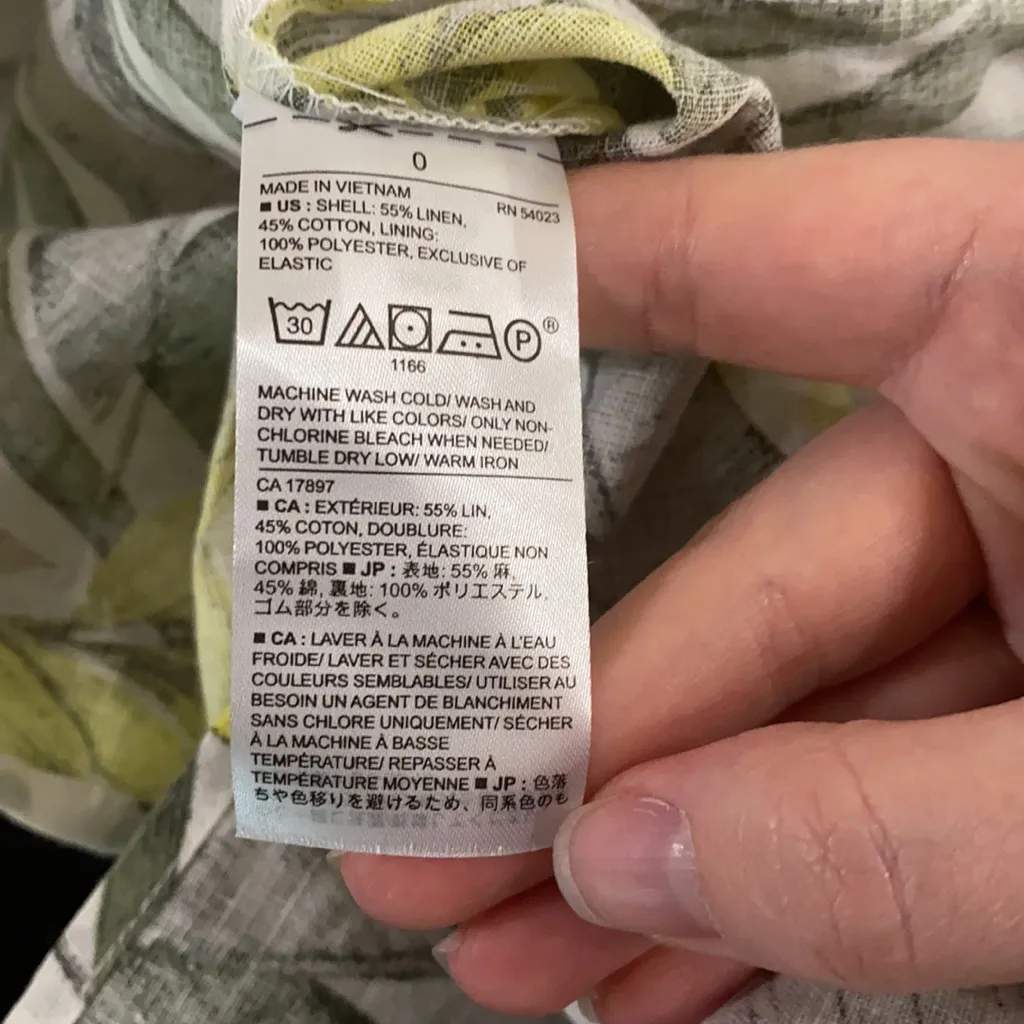 0
MADE IN VIETNAM
RN 54023
■ US : SHELL: 55% LINEN,
45% COTTON, LINING:
100% POLYESTER, EXCLUSIVE OF
ELASTIC
30
P
®
1166
MACHINE WASH COLD/ WASH AND
DRY WITH LIKE COLORS/ ONLY NON-
CHLORINE BLEACH WHEN NEEDED/
TUMBLE DRY LOW/ WARM IRON
CA 17897
■ CA : EXTÉRIEUR: 55% LIN,
45% COTON, DOUBLURE:
100% POLYESTER, ÉLASTIQUE NON
COMPRIS ■ JP : 表地: 55% 麻,
45% 綿, 裏地: 100% ポリエステル,
ゴム部分を除く。
■ CA : LAVER À LA MACHINE À L'EAU
FROIDE/ LAVER ET SÉCHER AVEC DES
COULEURS SEMBLABLES/ UTILISER AU
BESOIN UN AGENT DE BLANCHIMENT
SANS CHLORE UNIQUEMENT/ SÉCHER
À LA MACHINE À BASSE
TEMPÉRATURE/ REPASSER À
TEMPÉRATURE MOYENNE ■ JP : 色落
ちや色移りを避けるため、同系色のも